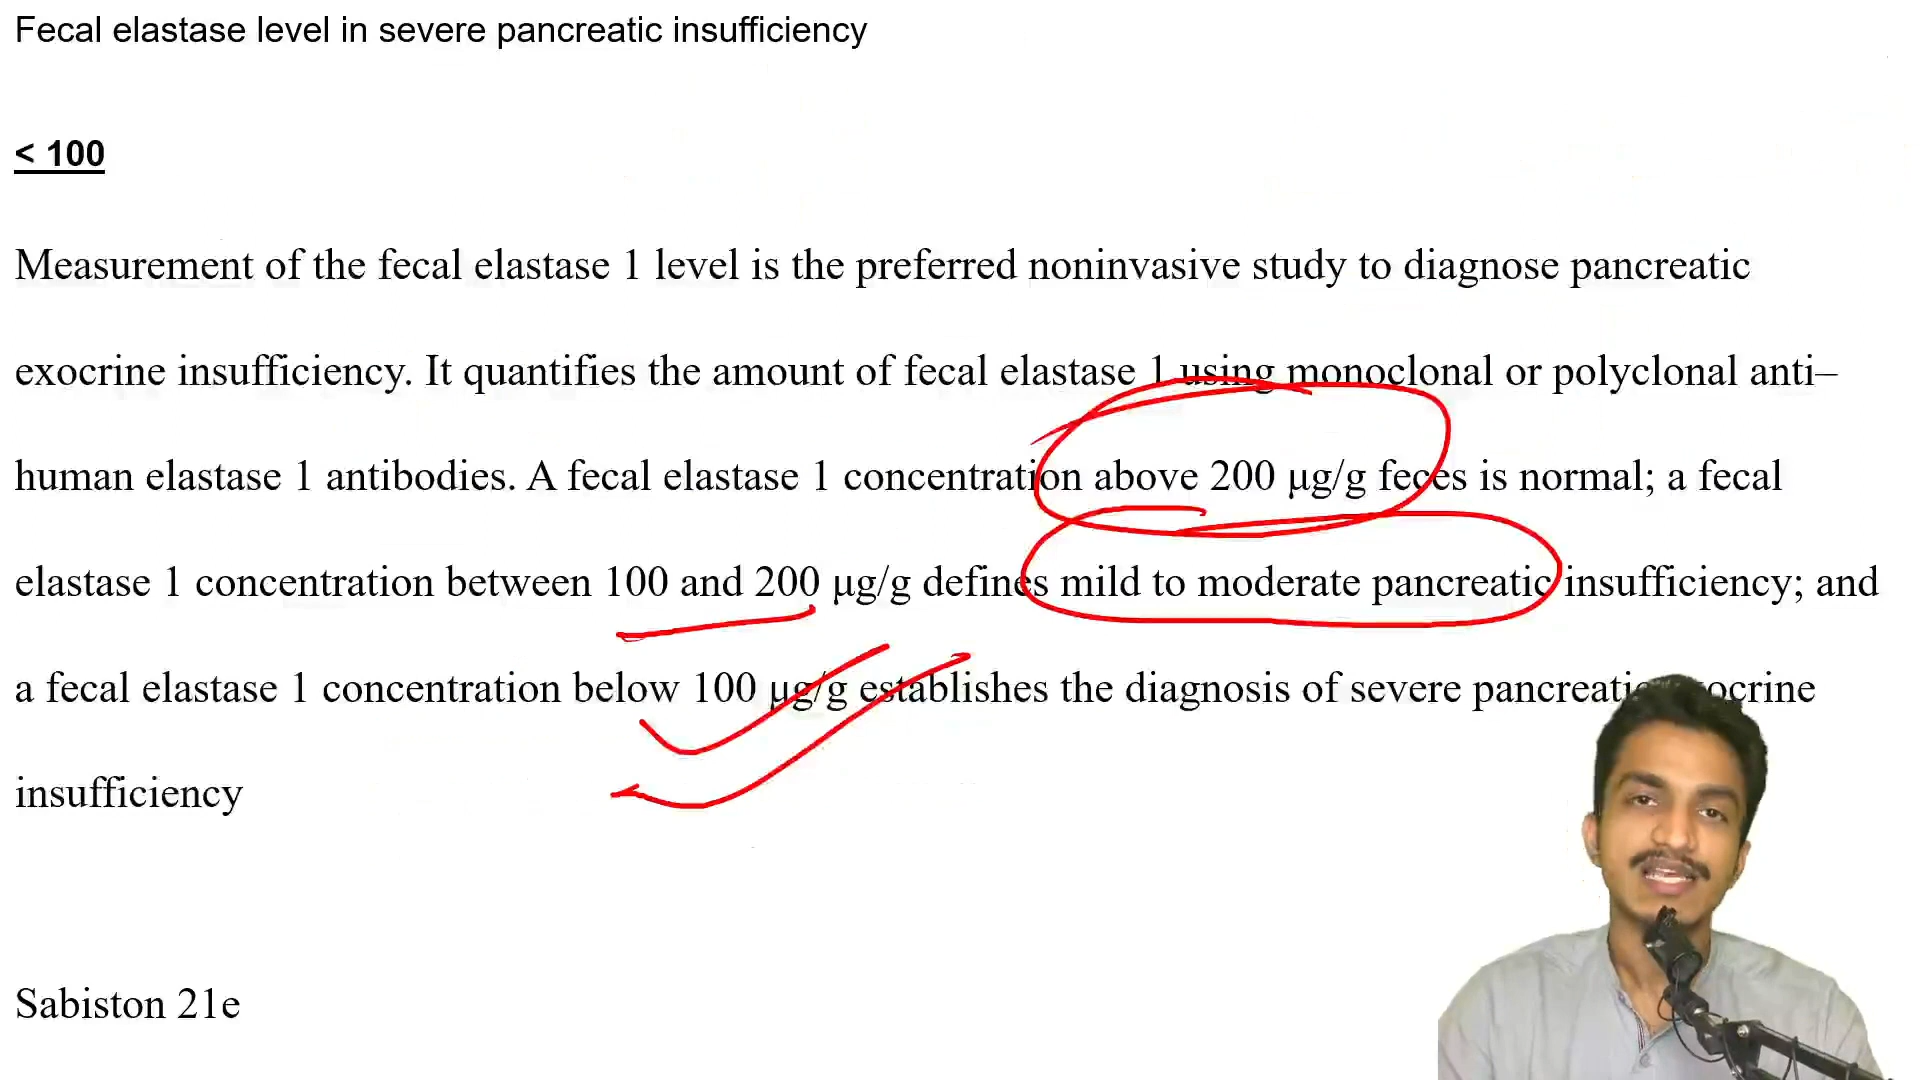 Fecal elastase level in severe pancreatic insufficiency
< 100
Measurement of the fecal elastase 1 level is the preferred noninvasive study to diagnose pancreatic
exocrine insufficiency. It quantifies the amount of fecal elastase 1 using monoclonal or polyclonal anti–
human elastase 1 antibodies. A fecal elastase 1 concentration above 200 μg/g feces is normal; a fecal
elastase 1 concentration between 100 and 200 μg/g defines mild to moderate pancreatic insufficiency; and
a fecal elastase 1 concentration below 100 μg/g establishes the diagnosis of severe pancreatic exocrine
insufficiency
Sabiston 21e